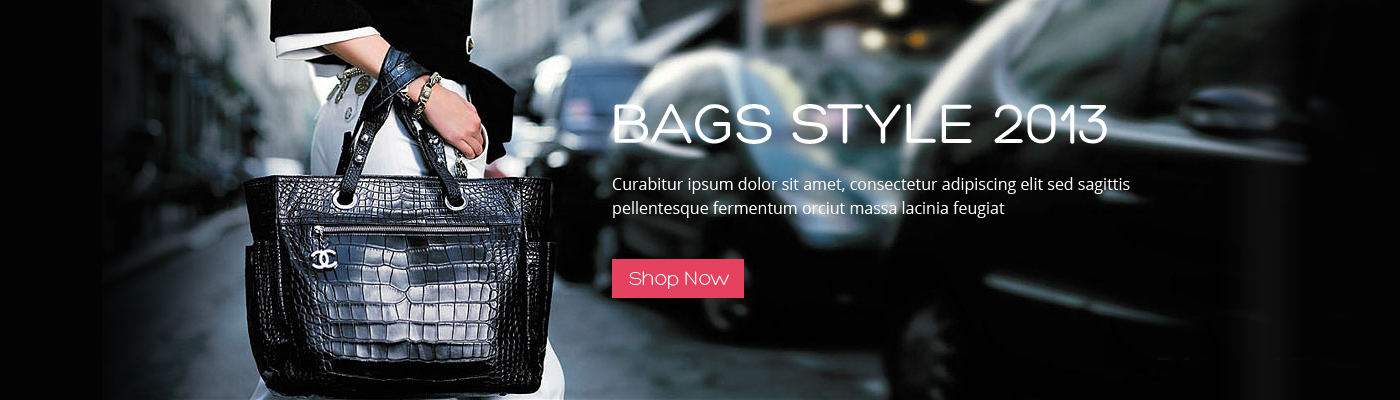 BAGS STYLE 2013
Curabitur ipsum dolor sit amet, consectetur adipiscing elit sed sagittis
pellentesque fermentum orciut massa lacinia feugiat
Shop Now